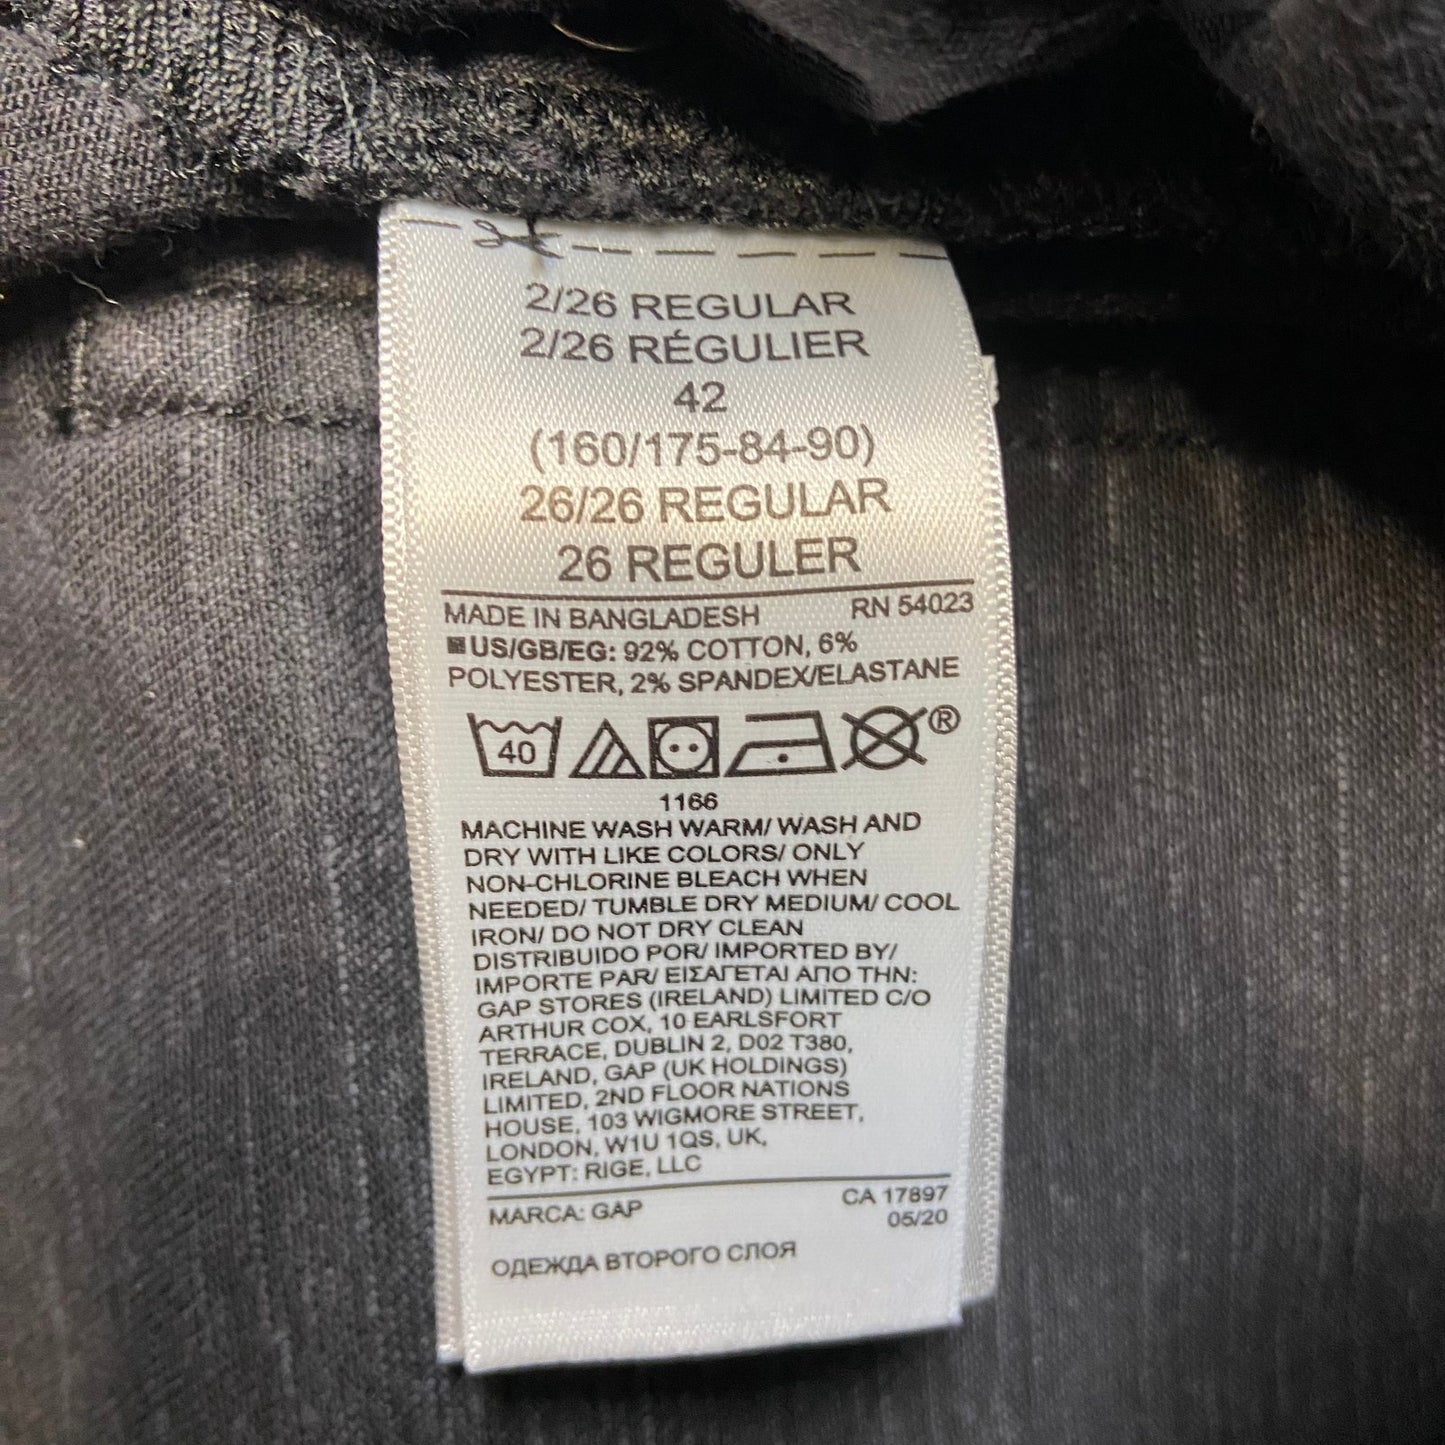 2/26 REGULAR
2/26 RÉGULIER
42
(160/175-84-90)
26/26 REGULAR
26 REGULER
MADE IN BANGLADESH RN 54023
US/GB/EG: 92% COTTON, 6%
POLYESTER, 2% SPANDEX/ELASTANE
40 ®
1166
MACHINE WASH WARM/ WASH AND
DRY WITH LIKE COLORS/ ONLY
NON-CHLORINE BLEACH WHEN
NEEDED/ TUMBLE DRY MEDIUM/ COOL
IRON/ DO NOT DRY CLEAN
DISTRIBUIDO POR/ IMPORTED BY/
IMPORTE PAR/ ΕΙΣΑΓΕΤΑΙ ΑΠΟ ΤΗΝ:
GAP STORES (IRELAND) LIMITED C/O
ARTHUR COX, 10 EARLSFORT
TERRACE, DUBLIN 2, D02 T380,
IRELAND, GAP (UK HOLDINGS)
LIMITED, 2ND FLOOR NATIONS
HOUSE, 103 WIGMORE STREET,
LONDON, W1U 1QS, UK,
EGYPT: RIGE, LLC
MARCA: GAP CA 17897
05/20
ОДЕЖДА ВТОРОГО СЛОЯ